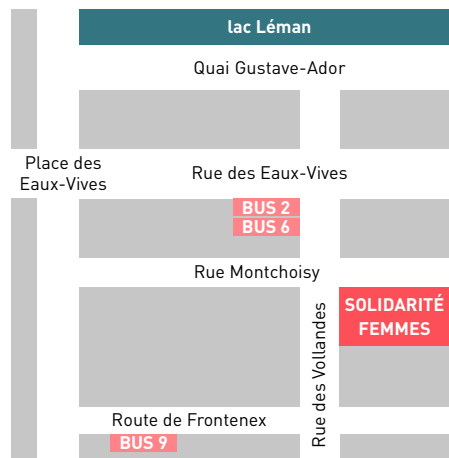 lac Léman
Quai Gustave-Ador
Place des
Eaux-Vives
Rue des Eaux-Vives
BUS 2
BUS 6
Rue Montchoisy
SOLIDARITÉ
FEMMES
Rue des Vollandes
Route de Frontenex
BUS 9